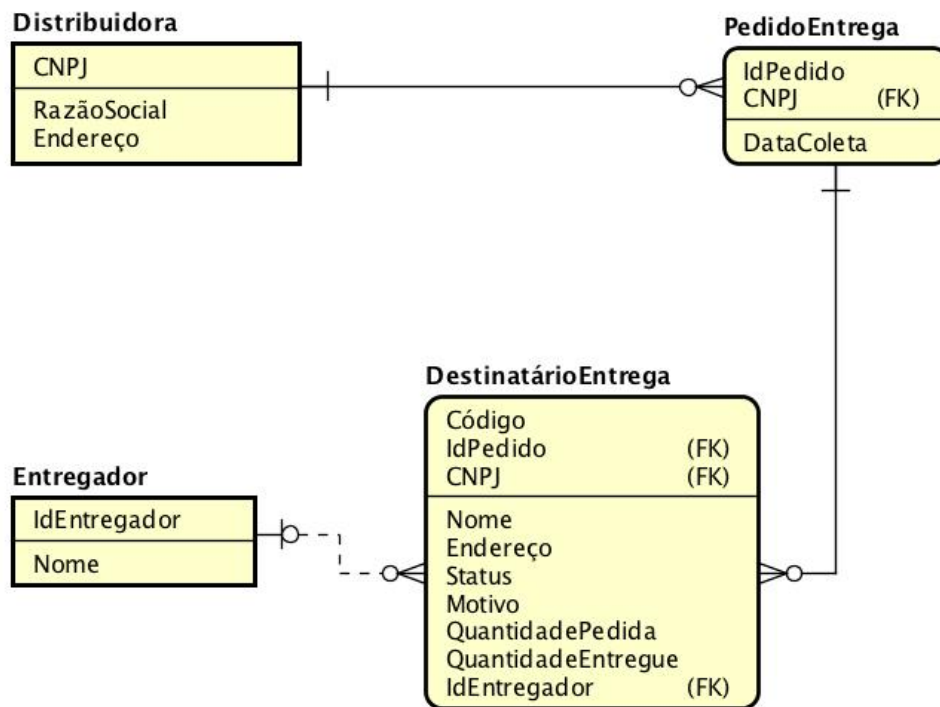 Distribuidora
CNPJ
RazãoSocial
Endereço
PedidoEntrega
IdPedido
CNPJ (FK)
DataColeta
DestinatárioEntrega
Código
IdPedido (FK)
CNPJ (FK)
Nome
Endereço
Status
Motivo
QuantidadePedida
QuantidadeEntregue
IdEntregador (FK)
Entregador
IdEntregador
Nome